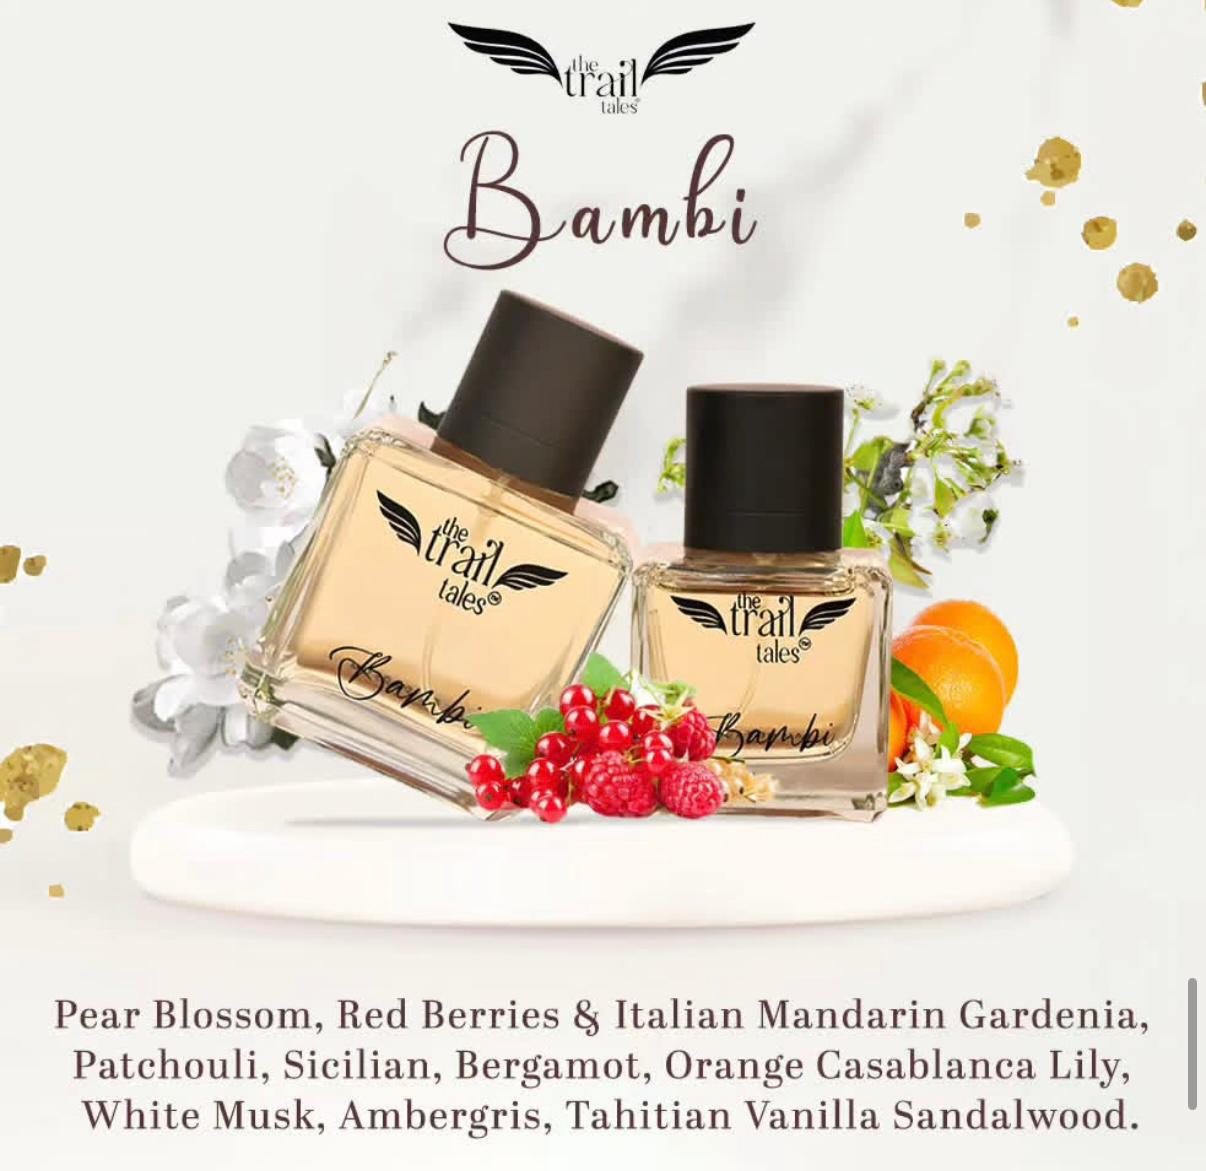 the
trail
tales®
Bambi
the
trail
tales
Bambi
the
trail
tales
Bambi
Pear Blossom, Red Berries & Italian Mandarin Gardenia,
Patchouli, Sicilian, Bergamot, Orange Casablanca Lily,
White Musk, Ambergris, Tahitian Vanilla Sandalwood.